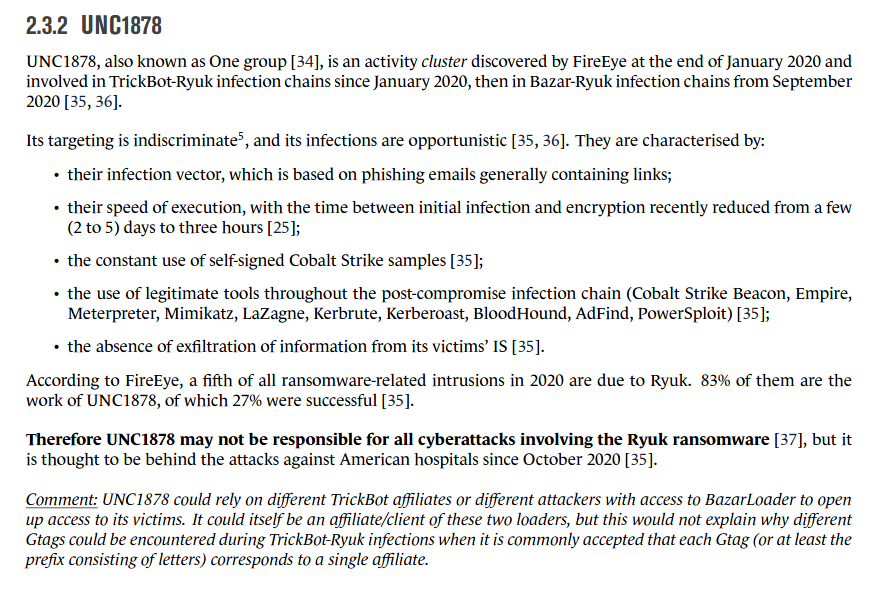 2.3.2 UNC1878
UNC1878, also known as One group [34], is an activity cluster discovered by FireEye at the end of January 2020 and
involved in TrickBot-Ryuk infection chains since January 2020, then in Bazar-Ryuk infection chains from September
2020 [35, 36].
Its targeting is indiscriminate5, and its infections are opportunistic [35, 36]. They are characterised by:
• their infection vector, which is based on phishing emails generally containing links;
• their speed of execution, with the time between initial infection and encryption recently reduced from a few
(2 to 5) days to three hours [25];
• the constant use of self-signed Cobalt Strike samples [35];
• the use of legitimate tools throughout the post-compromise infection chain (Cobalt Strike Beacon, Empire,
Meterpreter, Mimikatz, LaZagne, Kerbrute, Kerberoast, BloodHound, AdFind, PowerSploit) [35];
• the absence of exfiltration of information from its victims' IS [35].
According to FireEye, a fifth of all ransomware-related intrusions in 2020 are due to Ryuk. 83% of them are the
work of UNC1878, of which 27% were successful [35].
Therefore UNC1878 may not be responsible for all cyberattacks involving the Ryuk ransomware [37], but it
is thought to be behind the attacks against American hospitals since October 2020 [35].
Comment: UNC1878 could rely on different TrickBot affiliates or different attackers with access to BazarLoader to open
up access to its victims. It could itself be an affiliate/client of these two loaders, but this would not explain why different
Gtags could be encountered during TrickBot-Ryuk infections when it is commonly accepted that each Gtag (or at least the
prefix consisting of letters) corresponds to a single affiliate.